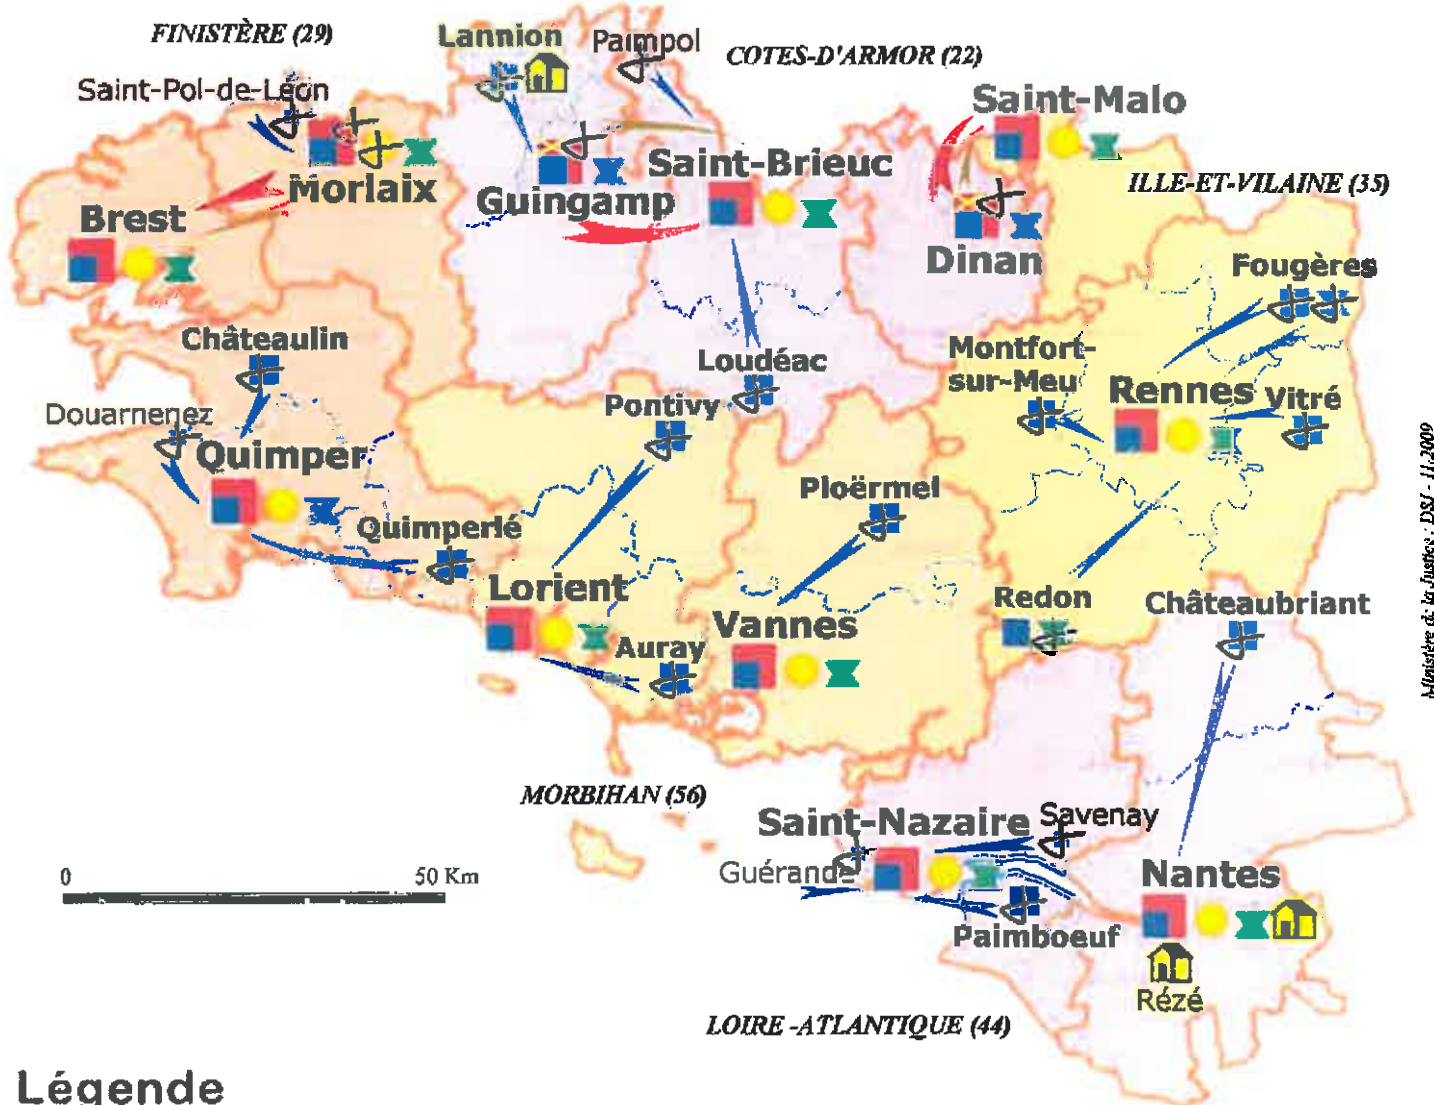 FINISTÈRE (29)
Lannion
Paimpol
COTES-D'ARMOR (22)
Saint-Pol-de-Léon
Saint-Malo
Morlaix
Guingamp
Saint-Brieuc
ILLE-ET-VILAINE (35)
Brest
Dinan
Fougères
Châteaulin
Loudéac
Montfort-
sur-Meu
Rennes
Vitré
Douarnenez
Pontivy
Quimper
Ploërmel
Quimperlé
Lorient
Vannes
Auray
Redon
Châteaubriant
Ministère de la Justice : DSJ - 11.2009
MORBIHAN (56)
Saint-Nazaire
Savenay
Guérande
0
50 Km
Nantes
Paimboeuf
Rézé
LOIRE -ATLANTIQUE (44)
Légende